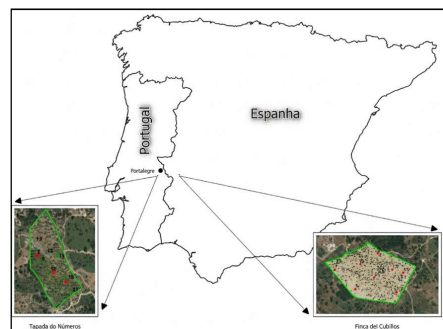 Espanha
Portugal
Portalegre
Tapada do Números
Finca del Cubillos